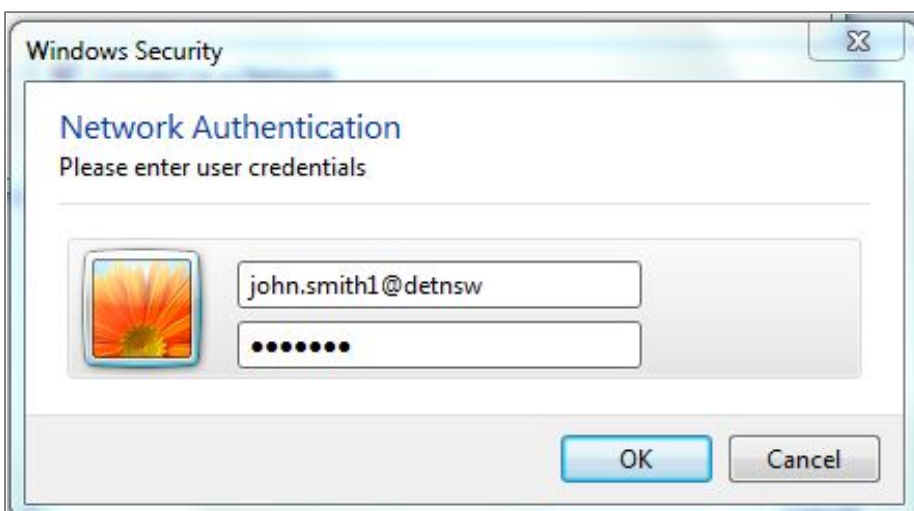 Windows Security
Network Authentication
Please enter user credentials
john.smith1@detnsw
●●●●●●●
OK
Cancel